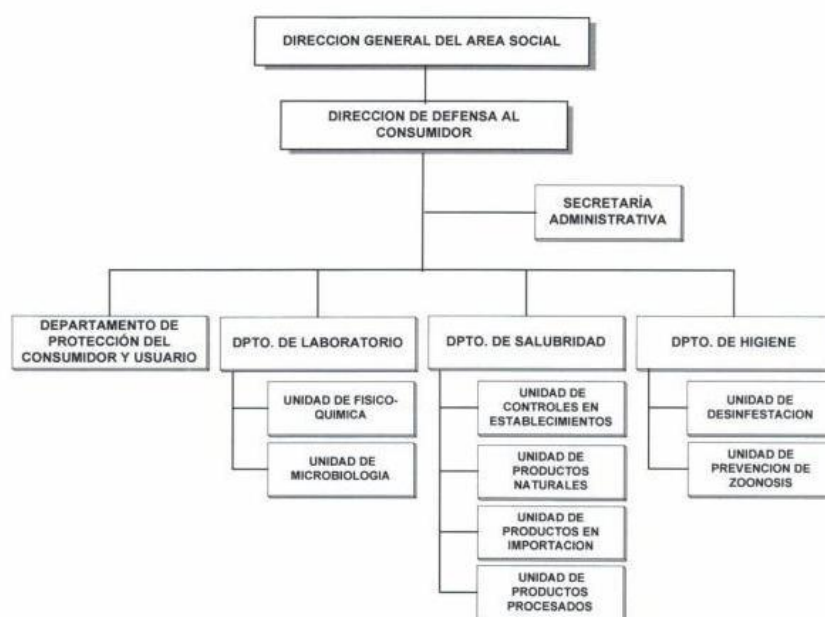 DIRECCION GENERAL DEL AREA SOCIAL
DIRECCION DE DEFENSA AL
CONSUMIDOR
SECRETARÍA
ADMINISTRATIVA
DEPARTAMENTO DE
PROTECCIÓN DEL
CONSUMIDOR Y USUARIO
DPTO. DE LABORATORIO
UNIDAD DE FISICO-
QUIMICA
UNIDAD DE
MICROBIOLOGIA
DPTO. DE SALUBRIDAD
UNIDAD DE
CONTROLES EN
ESTABLECIMIENTOS
UNIDAD DE
PRODUCTOS
NATURALES
UNIDAD DE
PRODUCTOS EN
IMPORTACION
UNIDAD DE
PRODUCTOS
PROCESADOS
DPTO. DE HIGIENE
UNIDAD DE
DESINFESTACION
UNIDAD DE
PREVENCION DE
ZOONOSIS